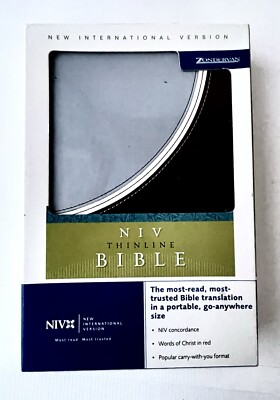 NEW INTERNATIONAL VERSION
ZONDERVAN
NIV
THINLINE
BIBLE
The most-read, most-
trusted Bible translation
in a portable, go-anywhere
size
• NIV concordance
• Words of Christ in red
• Popular carry-with-you format
NIV
NEW
INTERNATIONAL
VERSION
Most read Most trusted